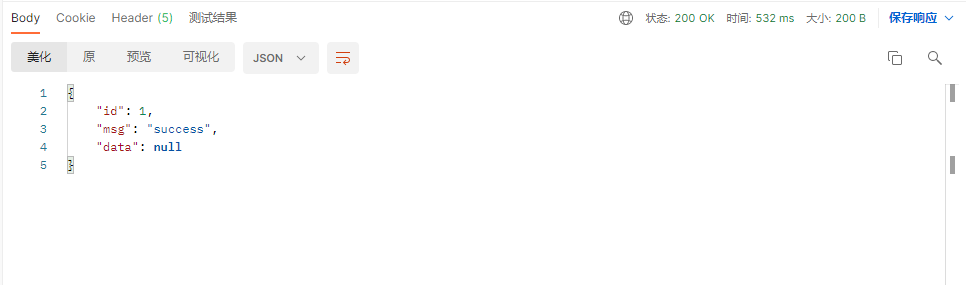 Body Cookie Header (5) 测试结果 状态: 200 OK 时间: 532 ms 大小: 200 B 保存响应
美化 原 预览 可视化 JSON
1 {
2 "id": 1,
3 "msg": "success",
4 "data": null
5 }